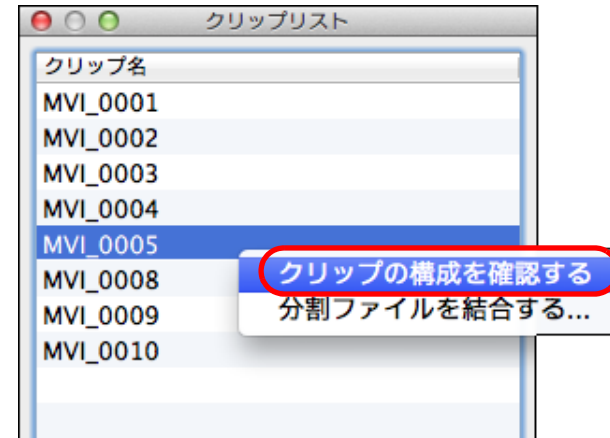 クリップリスト
クリップ名
MVI_0001
MVI_0002
MVI_0003
MVI_0004
MVI_0005
クリップの構成を確認する
MVI_0008
分割ファイルを結合する...
MVI_0009
MVI_0010